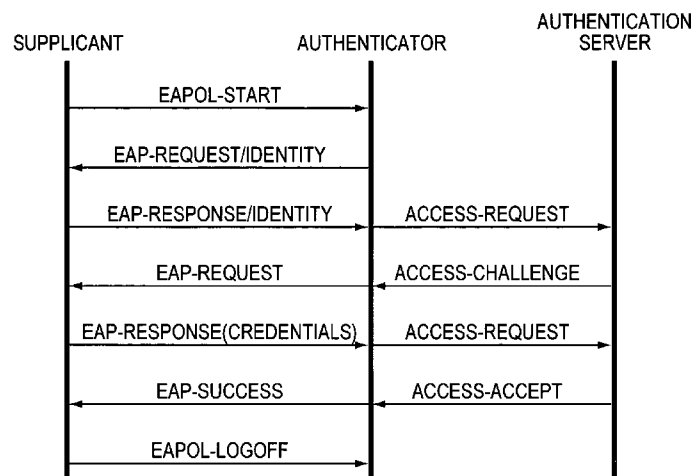 SUPPLICANT
AUTHENTICATOR
AUTHENTICATION
SERVER
EAPOL-START
EAP-REQUEST/IDENTITY
EAP-RESPONSE/IDENTITY
ACCESS-REQUEST
EAP-REQUEST
ACCESS-CHALLENGE
EAP-RESPONSE(CREDENTIALS)
ACCESS-REQUEST
EAP-SUCCESS
ACCESS-ACCEPT
EAPOL-LOGOFF